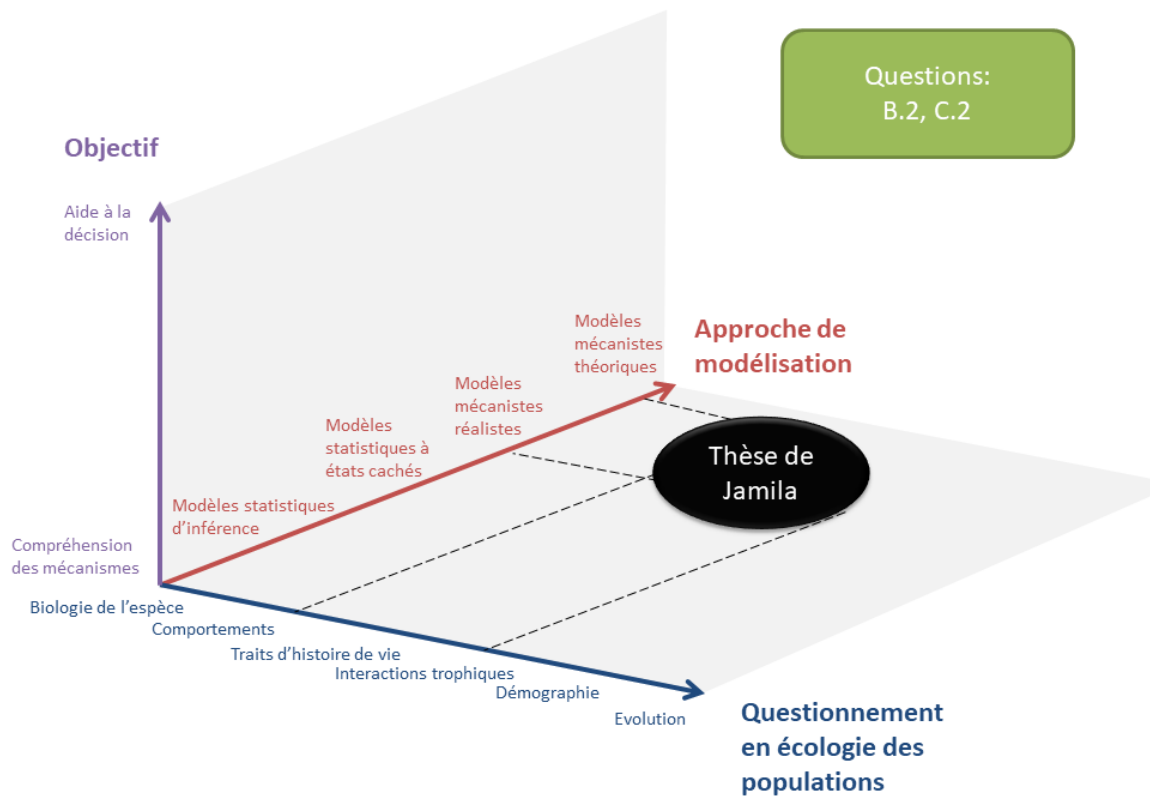 Questions:
B.2, C.2
Objectif
Aide à la
décision
Modèles
mécanistes
théoriques
Approche de
modélisation
Modèles
mécanistes
réalistes
Modèles
statistiques à
états cachés
Thèse de
Jamila
Modèles statistiques
d’inférence
Compréhension
des mécanismes
Biologie de l’espèce
Comportements
Traits d’histoire de vie
Interactions trophiques
Démographie
Evolution
Questionnement
en écologie des
populations